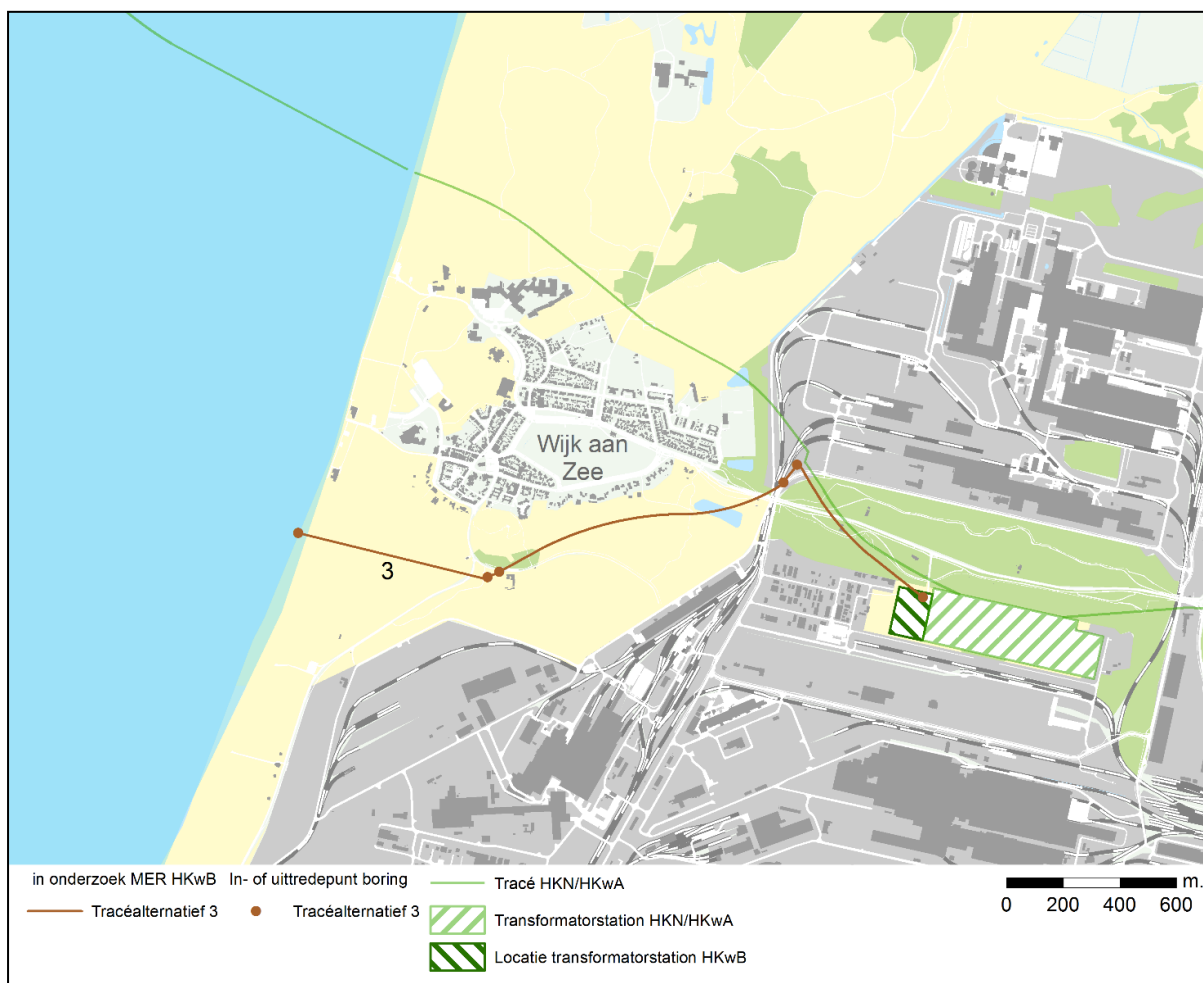 Wijk aan
Zee
3
in onderzoek MER HKwB
In- of uittredepunt boring
Tracéalternatief 3
Tracéalternatief 3
Tracé HKN/HKwA
Transformatorstation HKN/HKwA
Locatie transformatorstation HKwB
m.
0 200 400 600